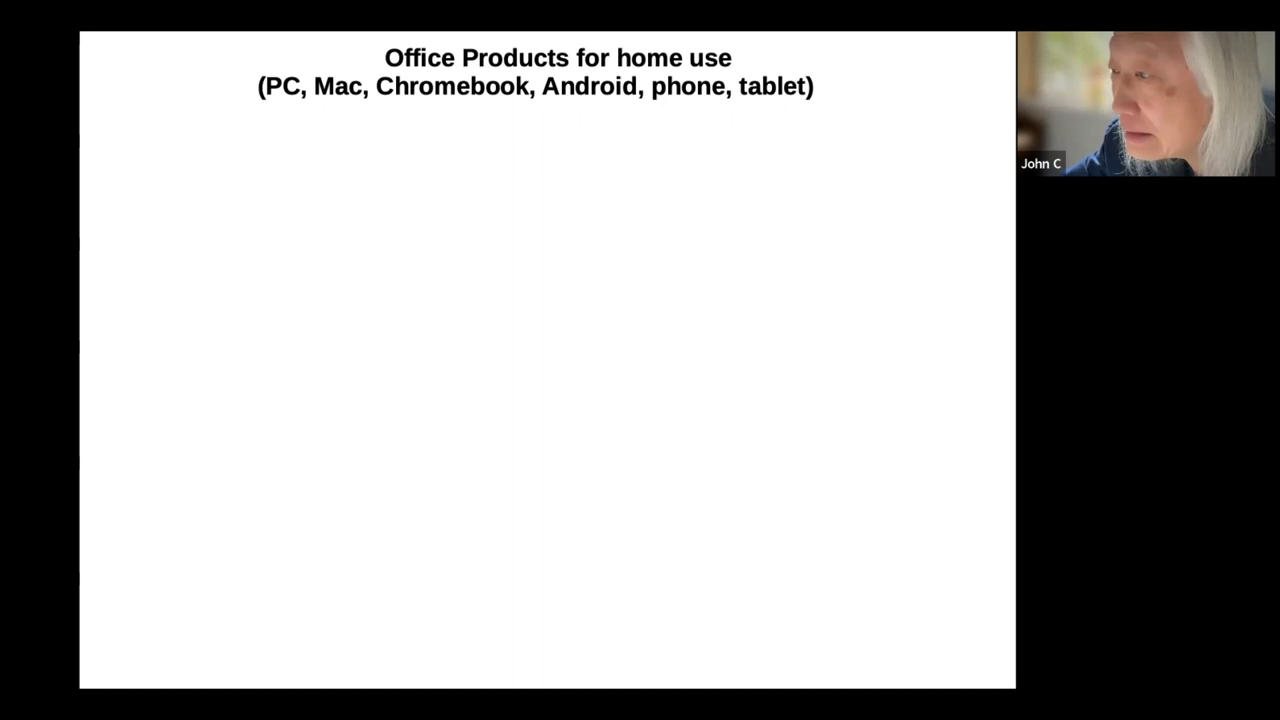 Office Products for home use
(PC, Mac, Chromebook, Android, phone, tablet)
John C